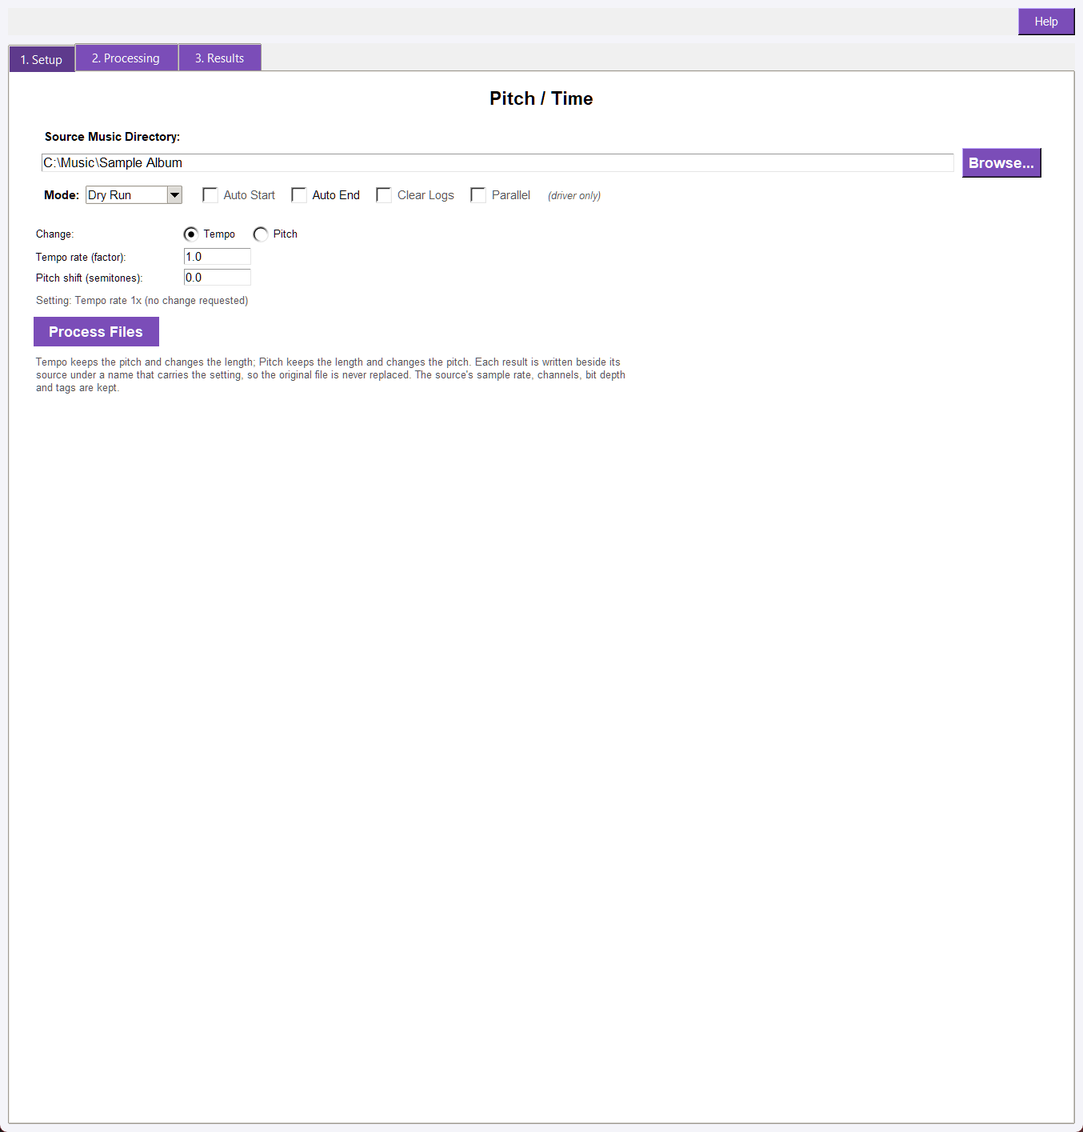 Help
1. Setup 2. Processing 3. Results
Pitch / Time
Source Music Directory:
C:\Music\Sample Album Browse...
Mode: Dry Run Auto Start Auto End Clear Logs Parallel (driver only)
Change: Tempo Pitch
Tempo rate (factor): 1.0
Pitch shift (semitones): 0.0
Setting: Tempo rate 1x (no change requested)
Process Files
Tempo keeps the pitch and changes the length; Pitch keeps the length and changes the pitch. Each result is written beside its
source under a name that carries the setting, so the original file is never replaced. The source's sample rate, channels, bit depth
and tags are kept.